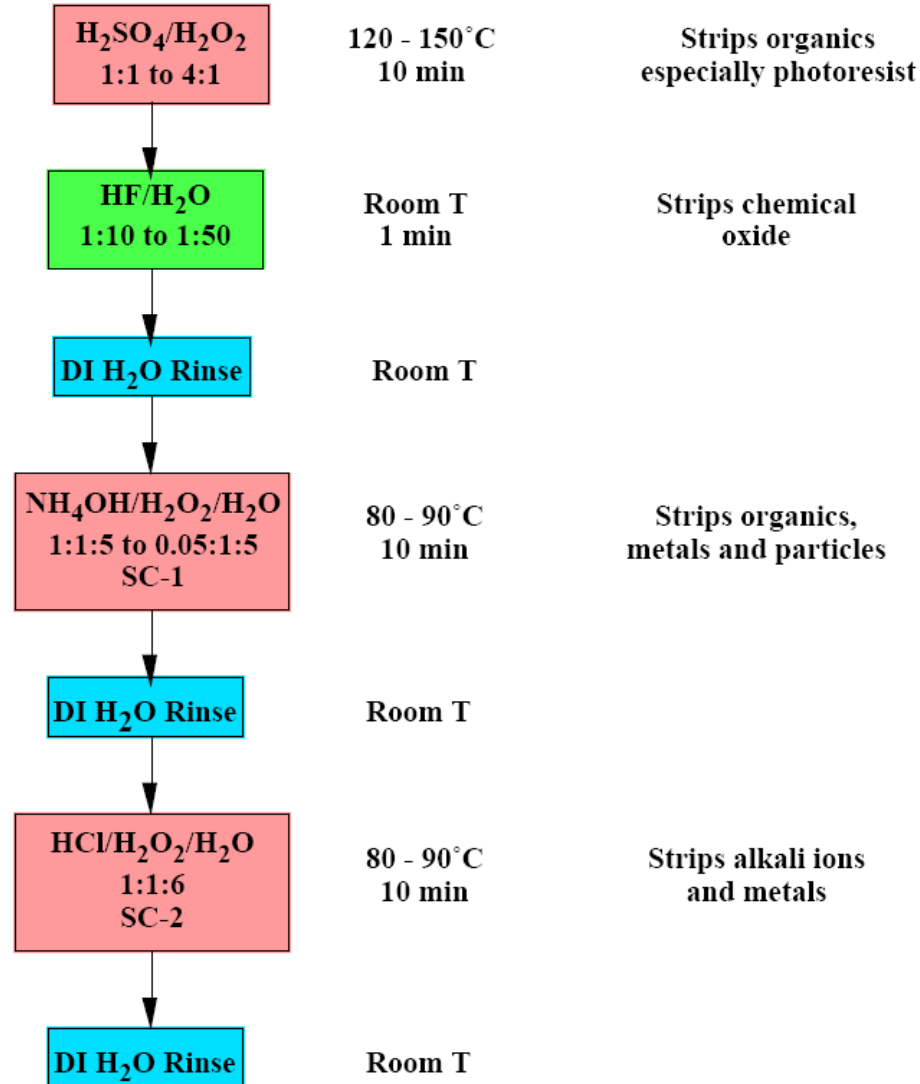 H₂SO₄/H₂O₂ 120 - 150˚C Strips organics
1:1 to 4:1 10 min especially photoresist
HF/H₂O Room T Strips chemical
1:10 to 1:50 1 min oxide
DI H₂O Rinse Room T
NH₄OH/H₂O₂/H₂O 80 - 90˚C Strips organics,
1:1:5 to 0.05:1:5 10 min metals and particles
SC-1
DI H₂O Rinse Room T
HCl/H₂O₂/H₂O 80 - 90˚C Strips alkali ions
1:1:6 10 min and metals
SC-2
DI H₂O Rinse Room T